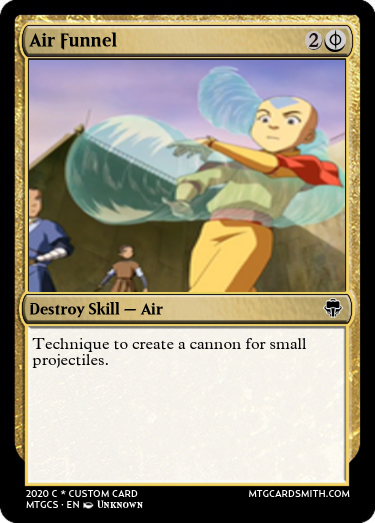 Air Funnel 2
Destroy Skill — Air
Technique to create a cannon for small
projectiles.
2020 C * CUSTOM CARD MTGCARDSMITH.COM
MTGCS · EN UNKNOWN